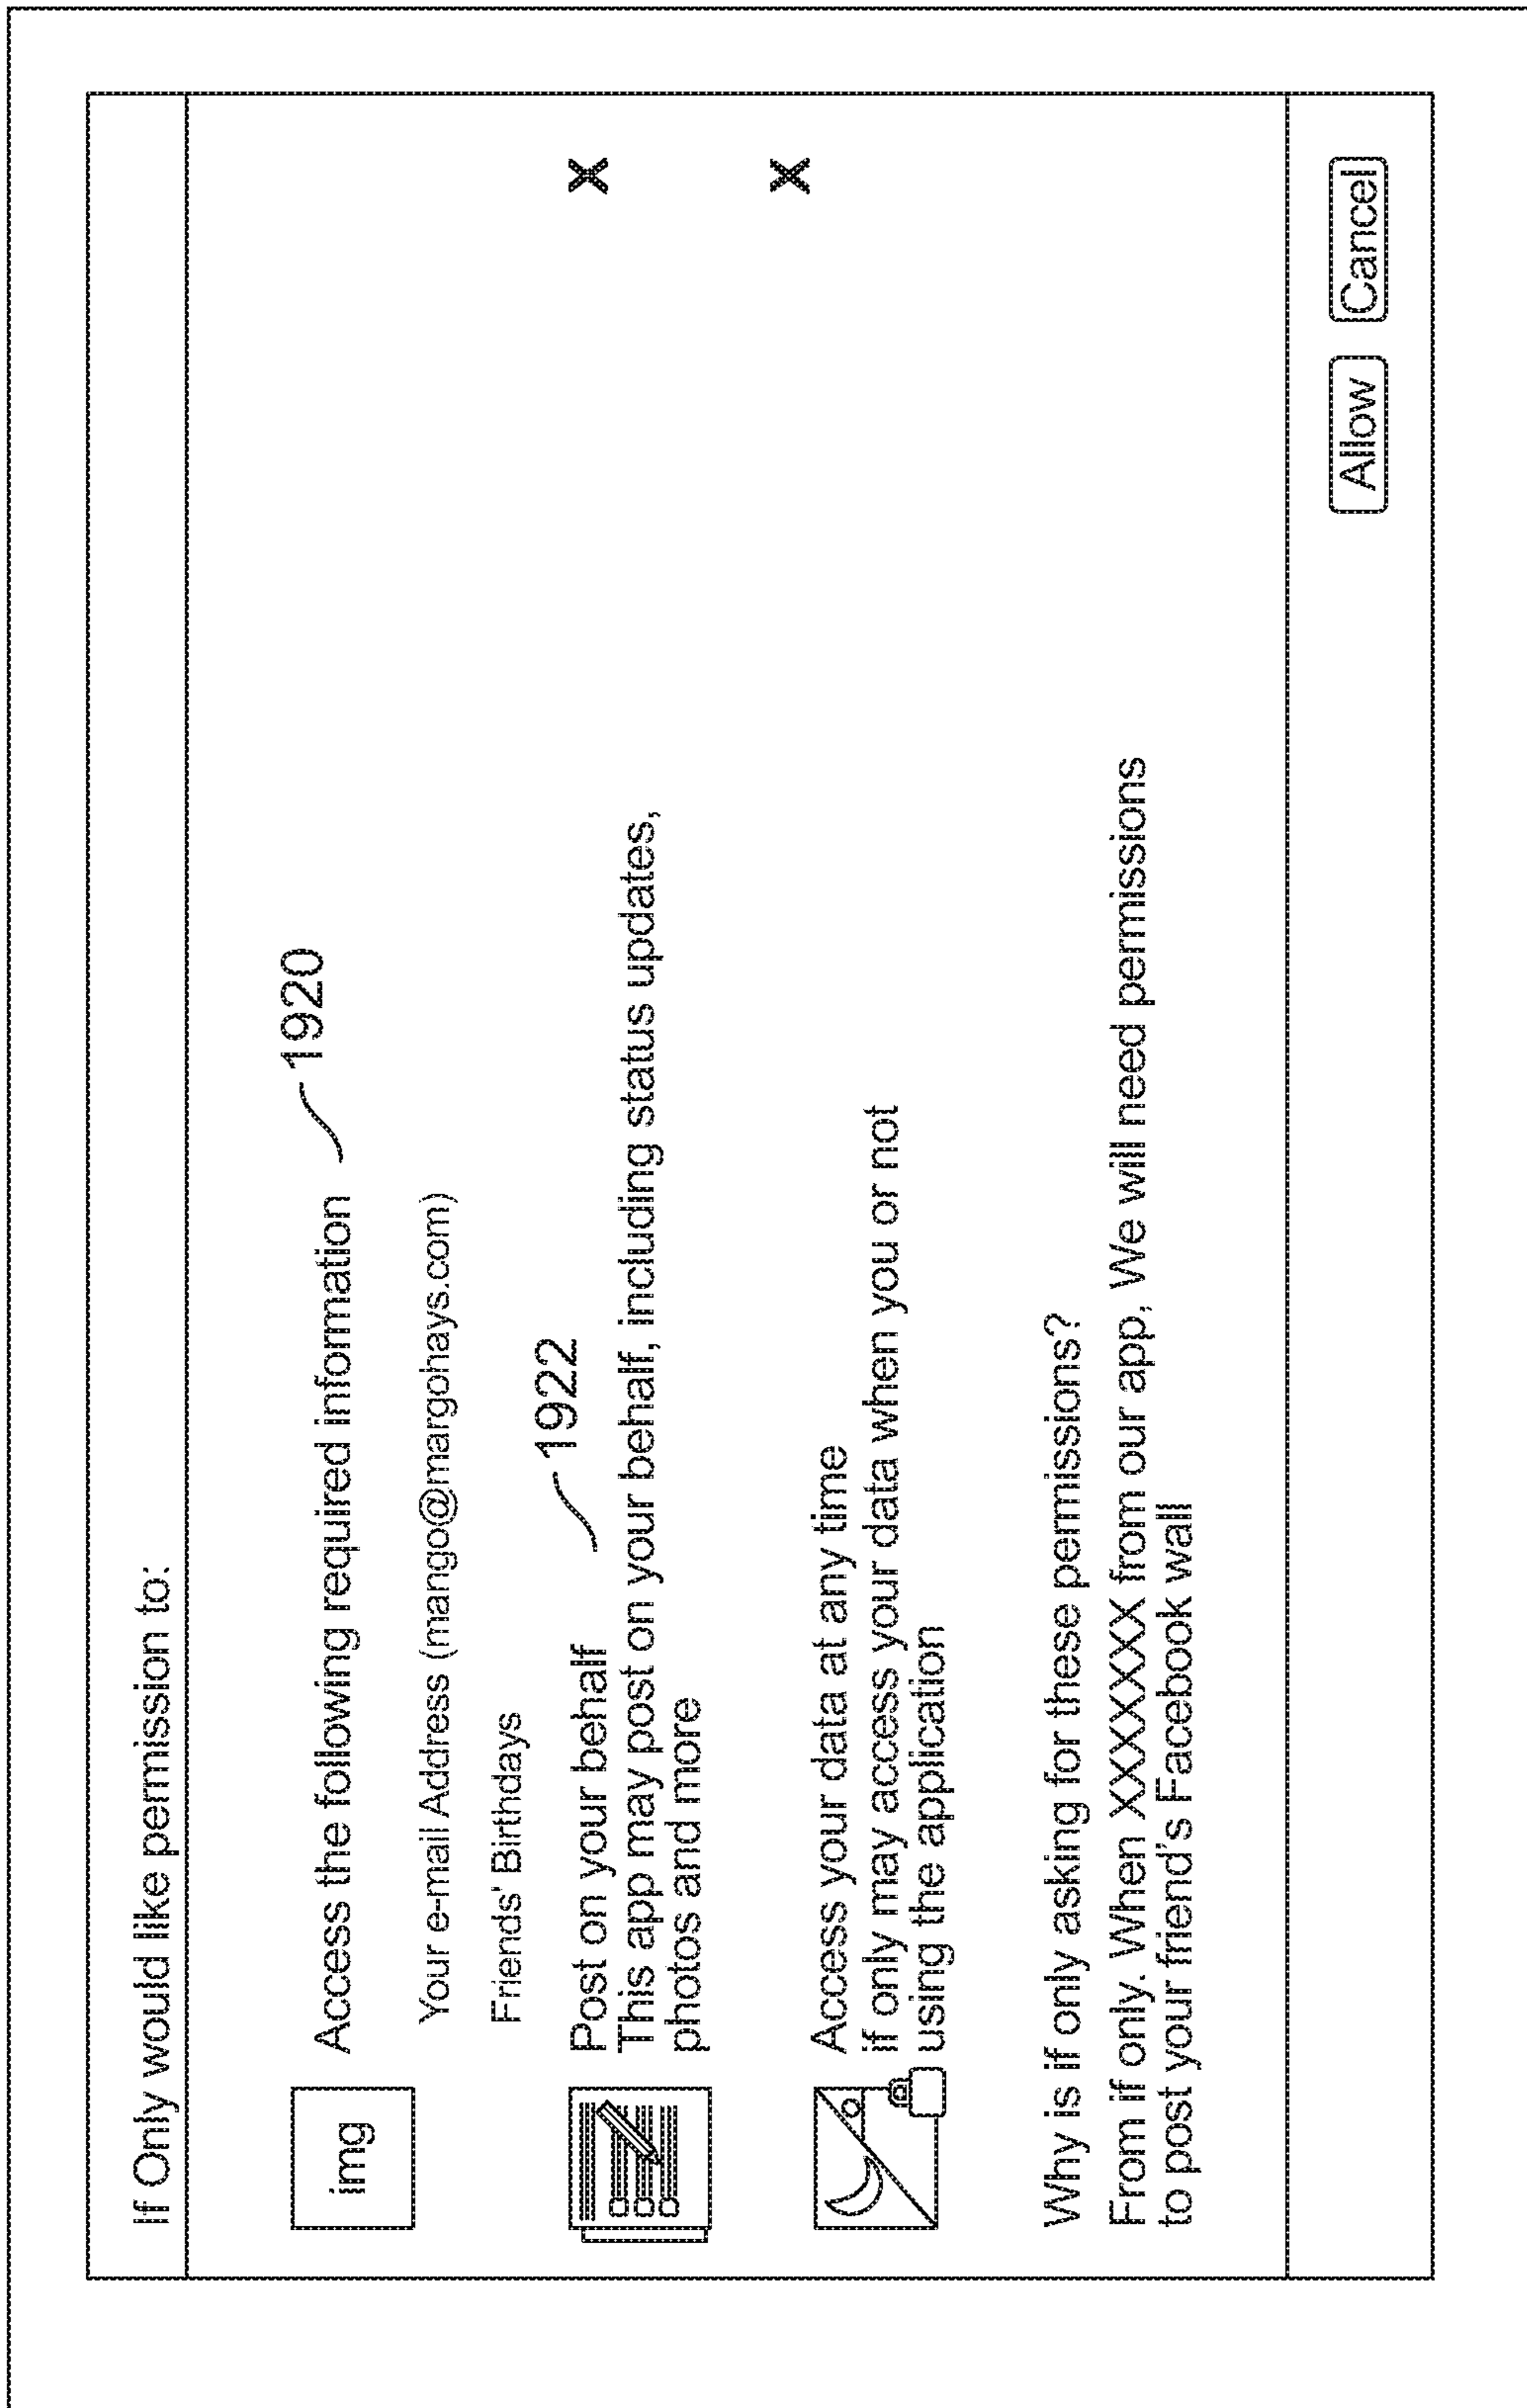 if Only would like permission to:
img
Access the following required information
1920
Your e-mail Address (mango@margohays.com)
Friends' Birthdays
1922
Post on your behalf
X
This app may post on your behalf, including status updates,
photos and more
Access your data at any time
X
if only may access your data when you or not
using the application
Why is if only asking for these permissions?
From if only. When XXXXXXX from our app, We will need permissions
to post your friend's Facebook wall
Allow
Cancel